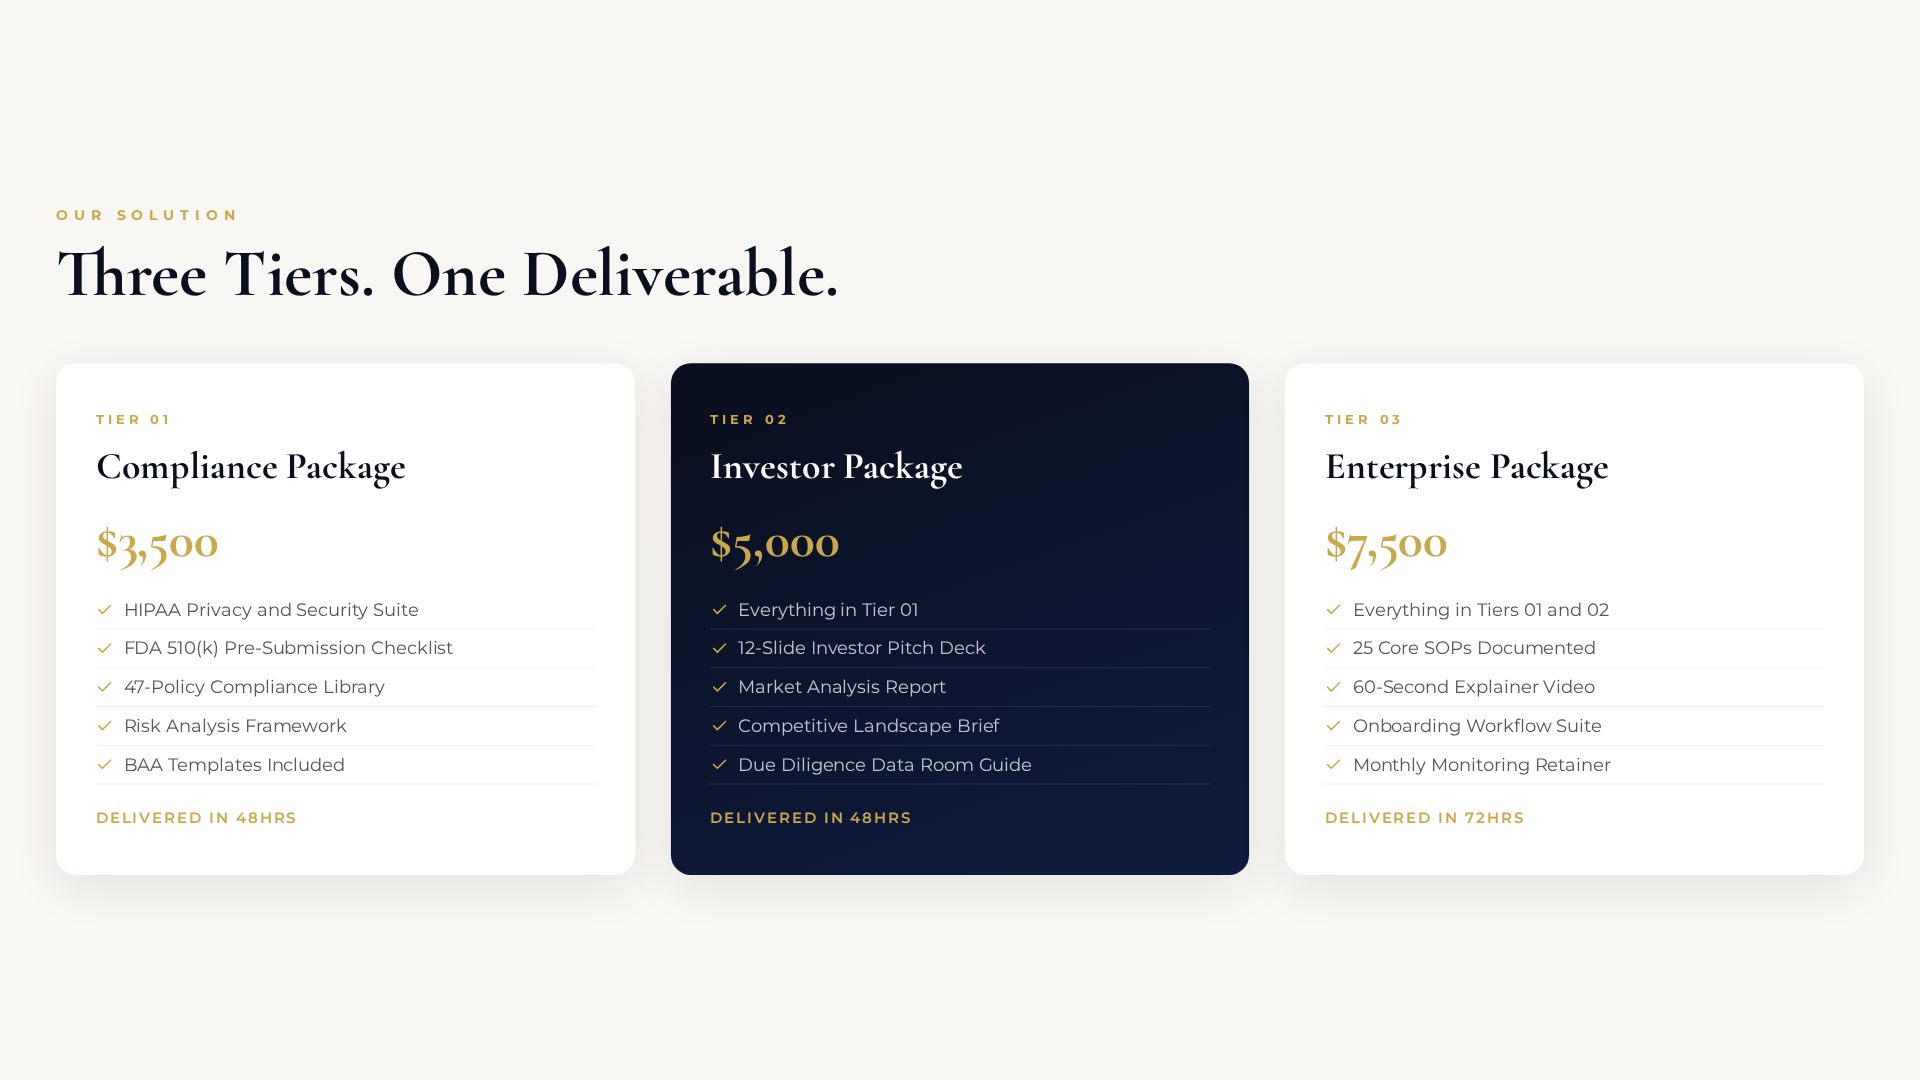 OUR SOLUTION
Three Tiers. One Deliverable.
TIER 01
Compliance Package
$3,500
HIPAA Privacy and Security Suite
FDA 510(k) Pre-Submission Checklist
47-Policy Compliance Library
Risk Analysis Framework
BAA Templates Included
DELIVERED IN 48HRS
TIER 02
Investor Package
$5,000
Everything in Tier 01
12-Slide Investor Pitch Deck
Market Analysis Report
Competitive Landscape Brief
Due Diligence Data Room Guide
DELIVERED IN 48HRS
TIER 03
Enterprise Package
$7,500
Everything in Tiers 01 and 02
25 Core SOPs Documented
60-Second Explainer Video
Onboarding Workflow Suite
Monthly Monitoring Retainer
DELIVERED IN 72HRS